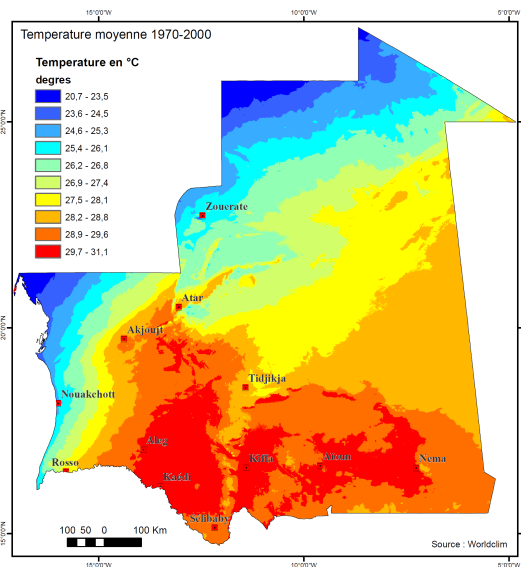 15°0'0"W 10°0'0"W 5°0'0"W
Temperature moyenne 1970-2000
Temperature en °C
degres
20,7 - 23,5
23,6 - 24,5
24,6 - 25,3
25,4 - 26,1
26,2 - 26,8
26,9 - 27,4
27,5 - 28,1
28,2 - 28,8
28,9 - 29,6
29,7 - 31,1
25°0'0"N
Zouerate
Atar
20°0'0"N
Akjoujt
Tidjikja
Nouakchott
Aleg
Rosso
Kiffa
Aioun
Nema
Kaédi
Selibaby
15°0'0"N
100 50 0 100 Km
Source : Worldclim
15°0'0"W 10°0'0"W 5°0'0"W